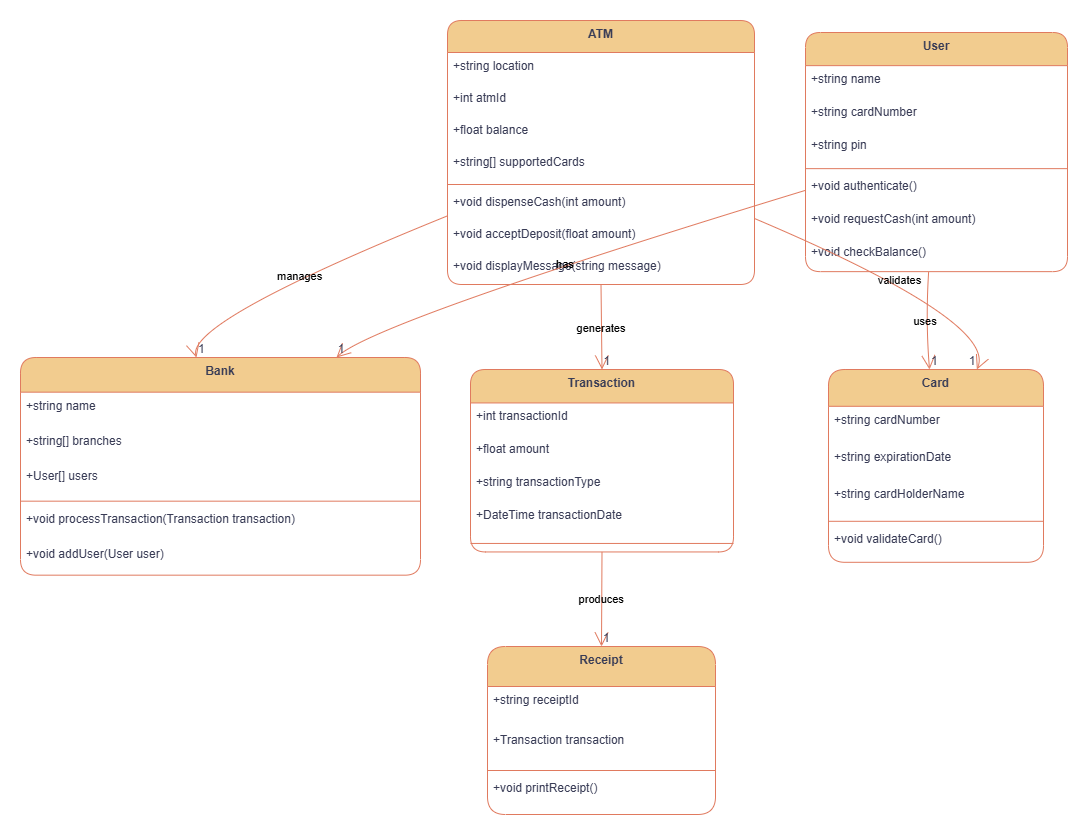 ATM
+string location
+int atmId
+float balance
+string[] supportedCards
+void dispenseCash(int amount)
+void acceptDeposit(float amount)
+void displayMessage(string message)
User
+string name
+string cardNumber
+string pin
+void authenticate()
+void requestCash(int amount)
+void checkBalance()
manages
has
generates
validates
uses
1
1
1
1
1
Bank
+string name
+string[] branches
+User[] users
+void processTransaction(Transaction transaction)
+void addUser(User user)
Transaction
+int transactionId
+float amount
+string transactionType
+DateTime transactionDate
Card
+string cardNumber
+string expirationDate
+string cardHolderName
+void validateCard()
produces
1
Receipt
+string receiptId
+Transaction transaction
+void printReceipt()